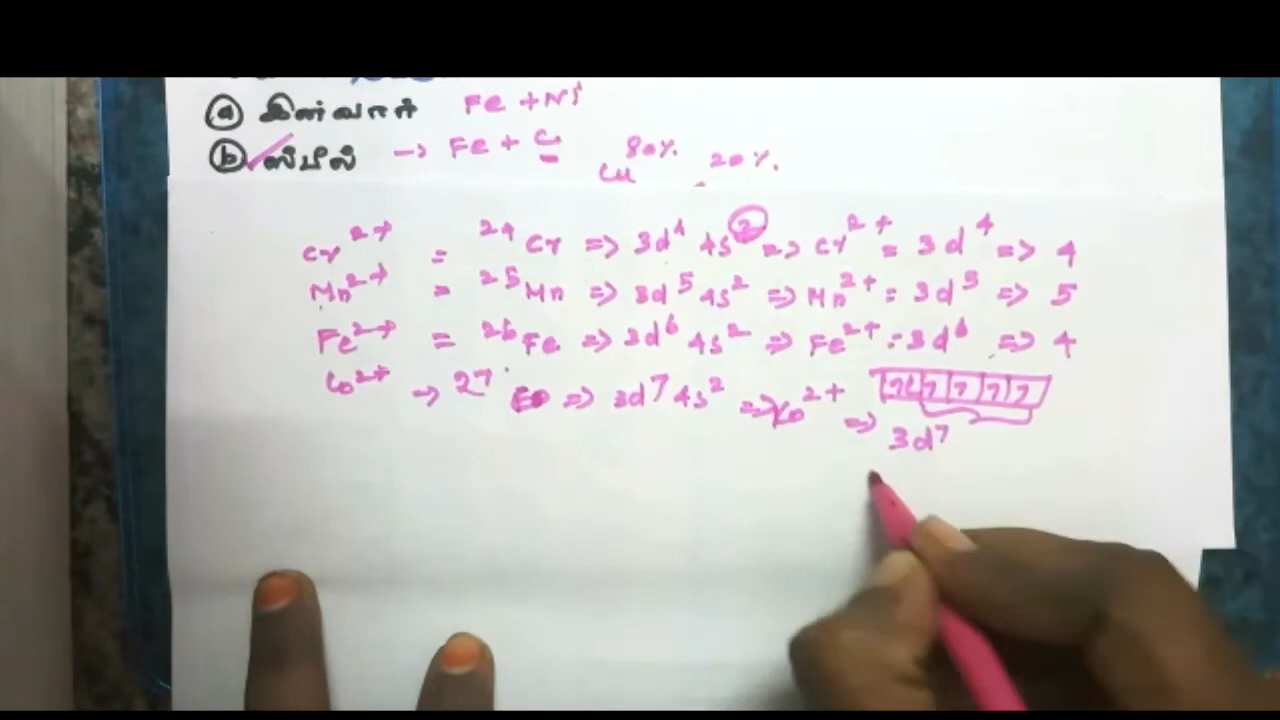 ⓐ இன்வார் Fe + Ni
ⓑ ஸ்டீல் → Fe + C Cu 80% 20%.
Cr²⁺ = ²⁴Cr => 3d⁴ 4s² => Cr²⁺ = 3d⁴ => 4
Mn²⁺ = ²⁵Mn => 3d⁵ 4s² => Mn²⁺ = 3d⁵ => 5
Fe²⁺ = ²⁶Fe => 3d⁶ 4s² => Fe²⁺ = 3d⁶ => 4
Co²⁺ → 27 Co => 3d⁷ 4s² => Co²⁺ => 3d⁷